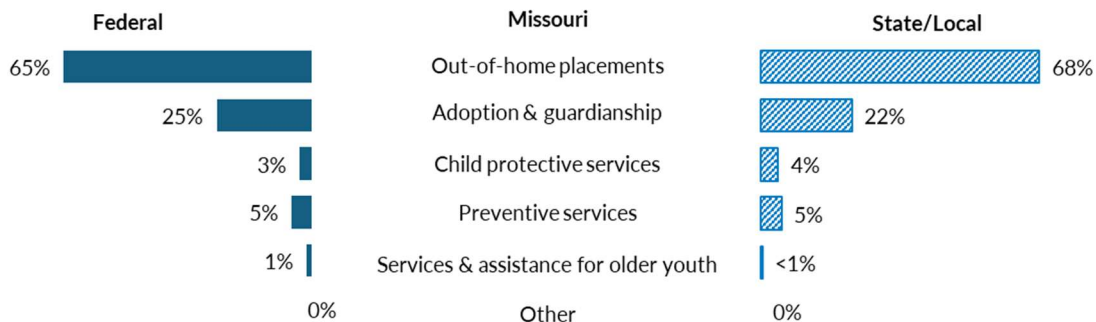 Federal Missouri State/Local
65% Out-of-home placements 68%
25% Adoption & guardianship 22%
3% Child protective services 4%
5% Preventive services 5%
1% Services & assistance for older youth <1%
0% Other 0%